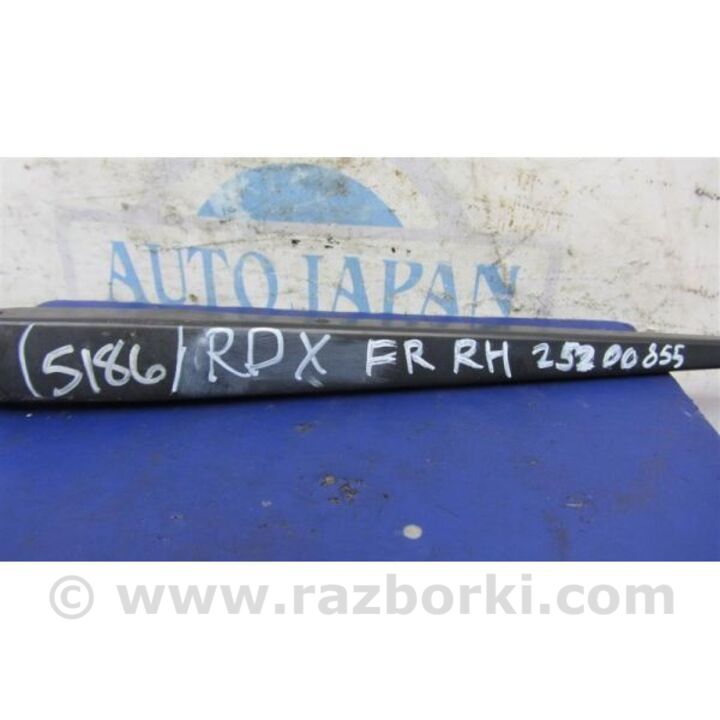 AUTO JAPAN
(5186) RDX FR RH 25200855
© www.razborki.com